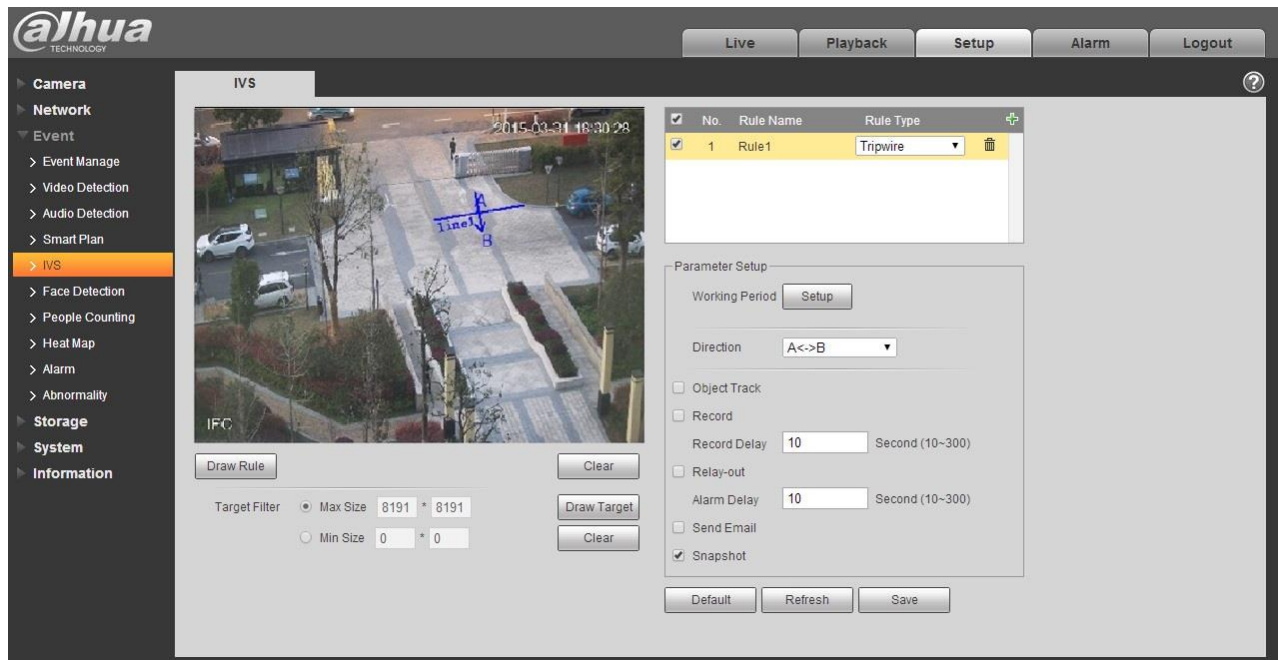 alhua
TECHNOLOGY
Live
Playback
Setup
Alarm
Logout
Camera
Network
Event
Event Manage
Video Detection
Audio Detection
Smart Plan
IVS
Face Detection
People Counting
Heat Map
Alarm
Abnormality
Storage
System
Information
IVS
2015-03-31 18:30:28
A
line1
B
IPC
Draw Rule
Clear
Target Filter
Max Size 8191 * 8191
Draw Target
Min Size 0 * 0
Clear
No. Rule Name Rule Type
1 Rule1 Tripwire
Parameter Setup
Working Period Setup
Direction A<->B
Object Track
Record
Record Delay 10 Second (10~300)
Relay-out
Alarm Delay 10 Second (10~300)
Send Email
Snapshot
Default
Refresh
Save